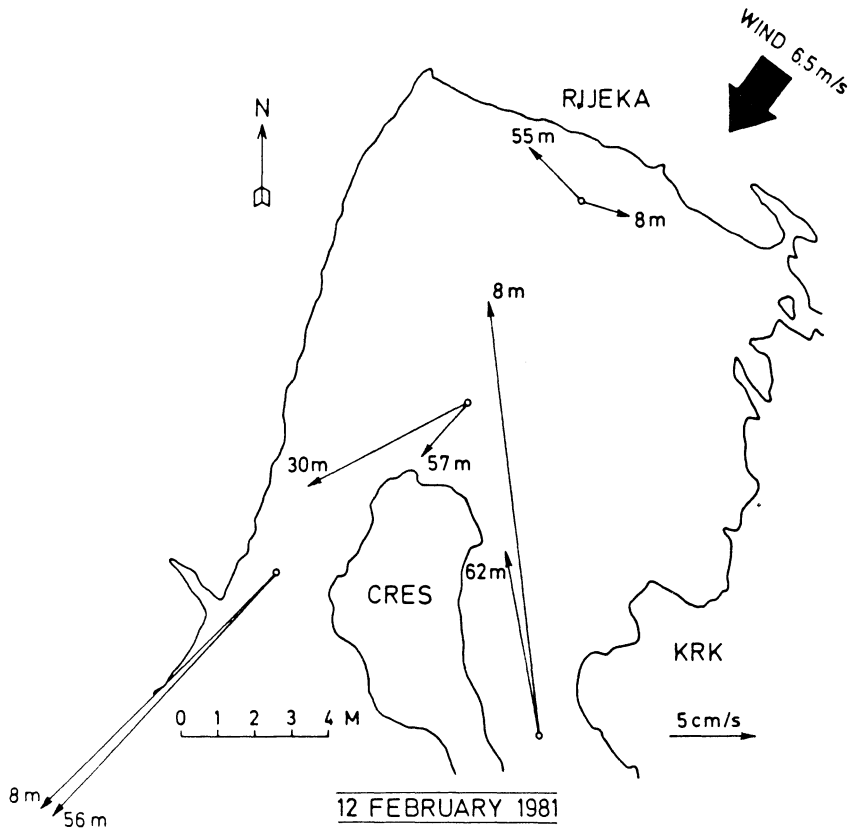 WIND 6.5 m/s
RIJEKA
N
55 m
8 m
8 m
30 m
57 m
62 m
CRES
KRK
0 1 2 3 4 M
5 cm/s
8 m
56 m
12 FEBRUARY 1981